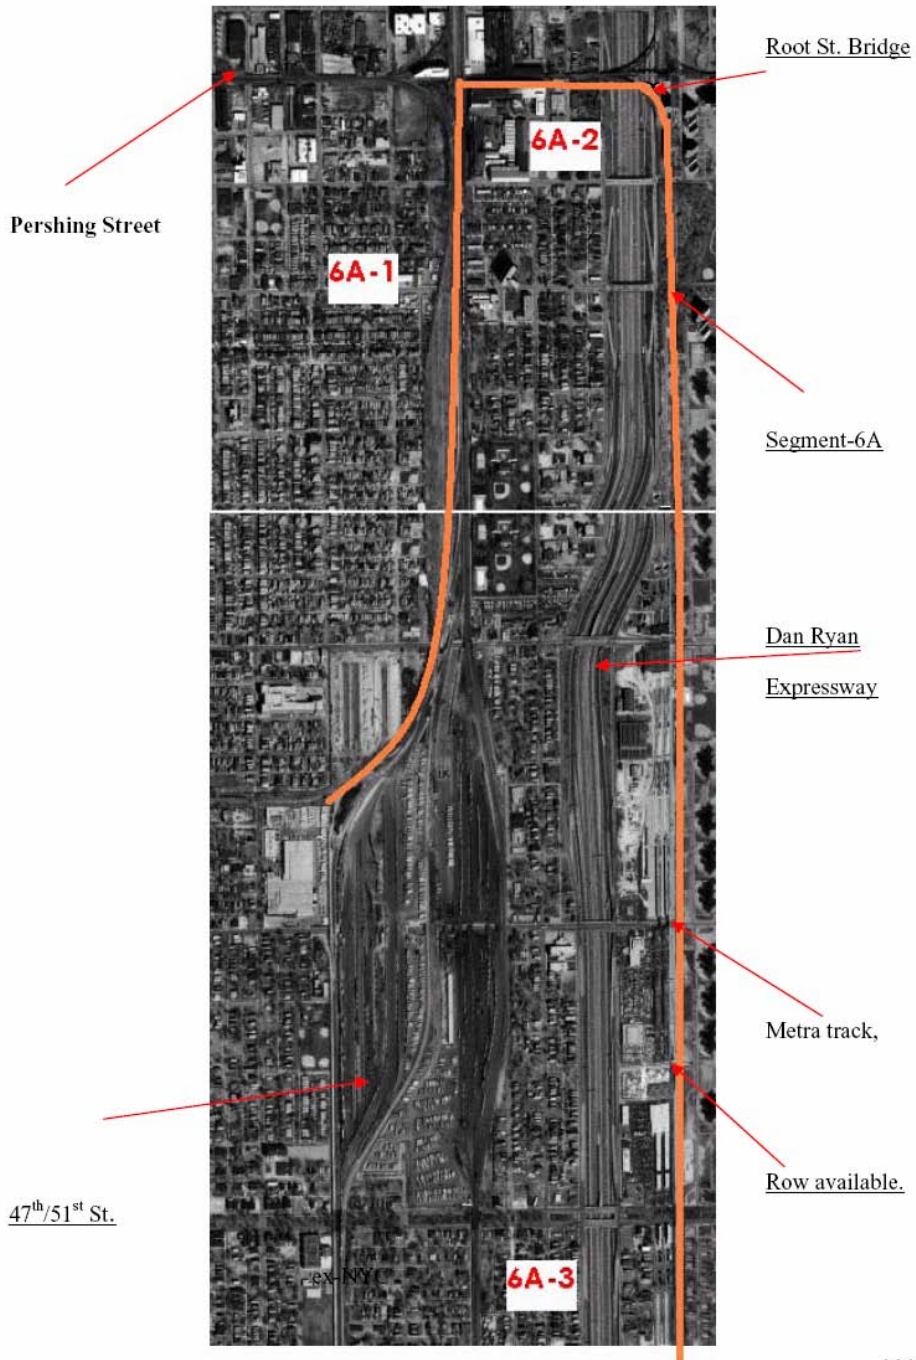 Root St. Bridge
6A-2
Pershing Street
6A-1
Segment-6A
Dan Ryan
Expressway
Metra track,
Row available.
47th/51st St.
ex-NYC
6A-3